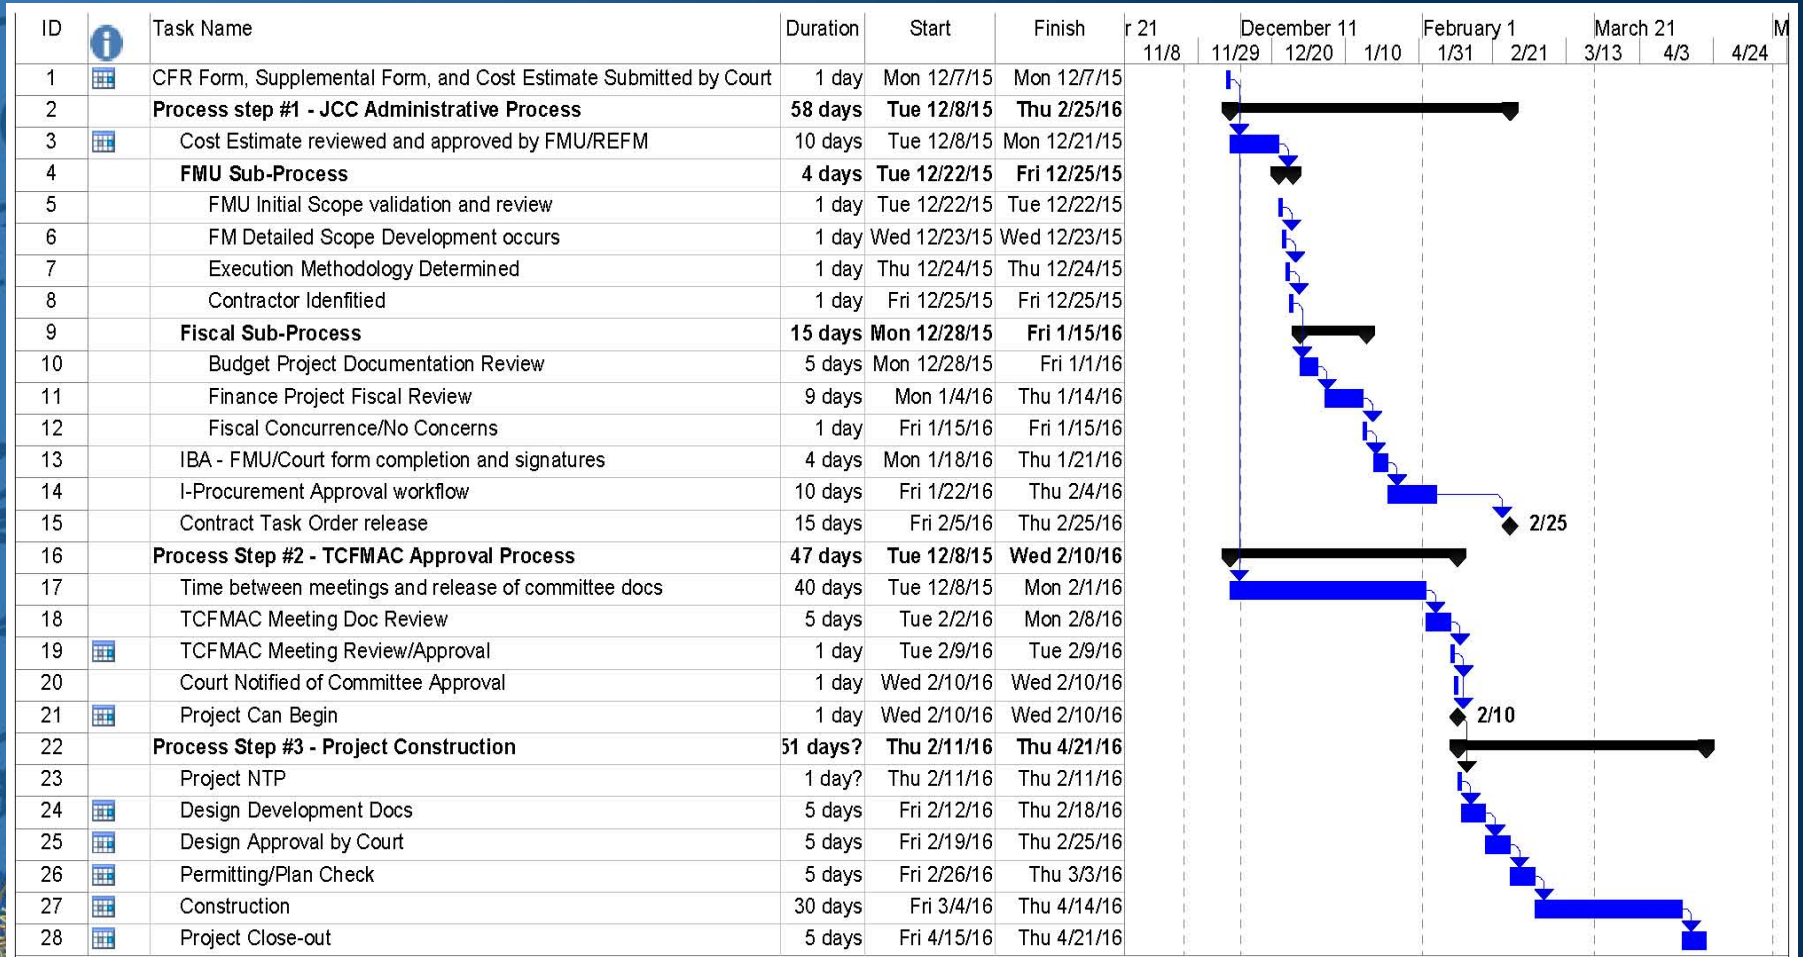 ID Task Name Duration Start Finish r 21 December 11 February 1 March 21 M
11/8 11/29 12/20 1/10 1/31 2/21 3/13 4/3 4/24
1 CFR Form, Supplemental Form, and Cost Estimate Submitted by Court 1 day Mon 12/7/15 Mon 12/7/15
2 Process step #1 - JCC Administrative Process 58 days Tue 12/8/15 Thu 2/25/16
3 Cost Estimate reviewed and approved by FMU/REFM 10 days Tue 12/8/15 Mon 12/21/15
4 FMU Sub-Process 4 days Tue 12/22/15 Fri 12/25/15
5 FMU Initial Scope validation and review 1 day Tue 12/22/15 Tue 12/22/15
6 FM Detailed Scope Development occurs 1 day Wed 12/23/15 Wed 12/23/15
7 Execution Methodology Determined 1 day Thu 12/24/15 Thu 12/24/15
8 Contractor Idenfitied 1 day Fri 12/25/15 Fri 12/25/15
9 Fiscal Sub-Process 15 days Mon 12/28/15 Fri 1/15/16
10 Budget Project Documentation Review 5 days Mon 12/28/15 Fri 1/1/16
11 Finance Project Fiscal Review 9 days Mon 1/4/16 Thu 1/14/16
12 Fiscal Concurrence/No Concerns 1 day Fri 1/15/16 Fri 1/15/16
13 IBA - FMU/Court form completion and signatures 4 days Mon 1/18/16 Thu 1/21/16
14 I-Procurement Approval workflow 10 days Fri 1/22/16 Thu 2/4/16
15 Contract Task Order release 15 days Fri 2/5/16 Thu 2/25/16 2/25
16 Process Step #2 - TCFMAC Approval Process 47 days Tue 12/8/15 Wed 2/10/16
17 Time between meetings and release of committee docs 40 days Tue 12/8/15 Mon 2/1/16
18 TCFMAC Meeting Doc Review 5 days Tue 2/2/16 Mon 2/8/16
19 TCFMAC Meeting Review/Approval 1 day Tue 2/9/16 Tue 2/9/16
20 Court Notified of Committee Approval 1 day Wed 2/10/16 Wed 2/10/16
21 Project Can Begin 1 day Wed 2/10/16 Wed 2/10/16 2/10
22 Process Step #3 - Project Construction 51 days? Thu 2/11/16 Thu 4/21/16
23 Project NTP 1 day? Thu 2/11/16 Thu 2/11/16
24 Design Development Docs 5 days Fri 2/12/16 Thu 2/18/16
25 Design Approval by Court 5 days Fri 2/19/16 Thu 2/25/16
26 Permitting/Plan Check 5 days Fri 2/26/16 Thu 3/3/16
27 Construction 30 days Fri 3/4/16 Thu 4/14/16
28 Project Close-out 5 days Fri 4/15/16 Thu 4/21/16